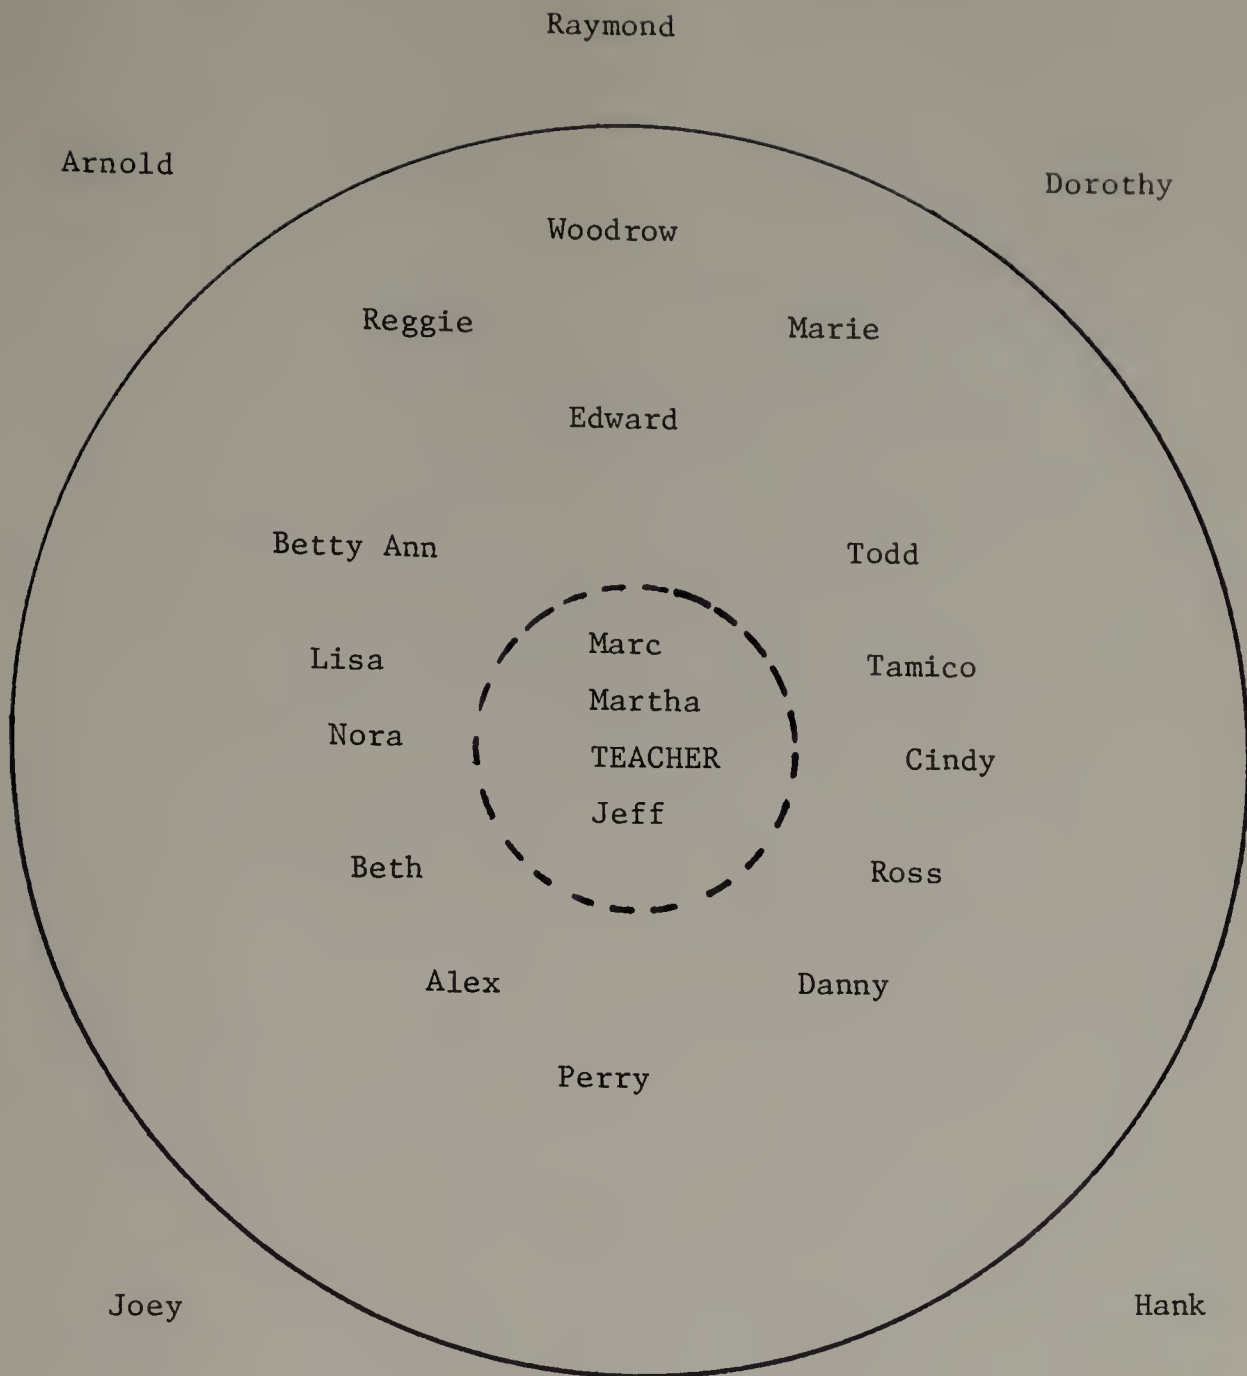 Raymond
Arnold
Dorothy
Woodrow
Reggie
Marie
Edward
Betty Ann
Todd
Marc
Lisa
Tamico
Martha
Nora
TEACHER
Cindy
Jeff
Beth
Ross
Alex
Danny
Perry
Joey
Hank